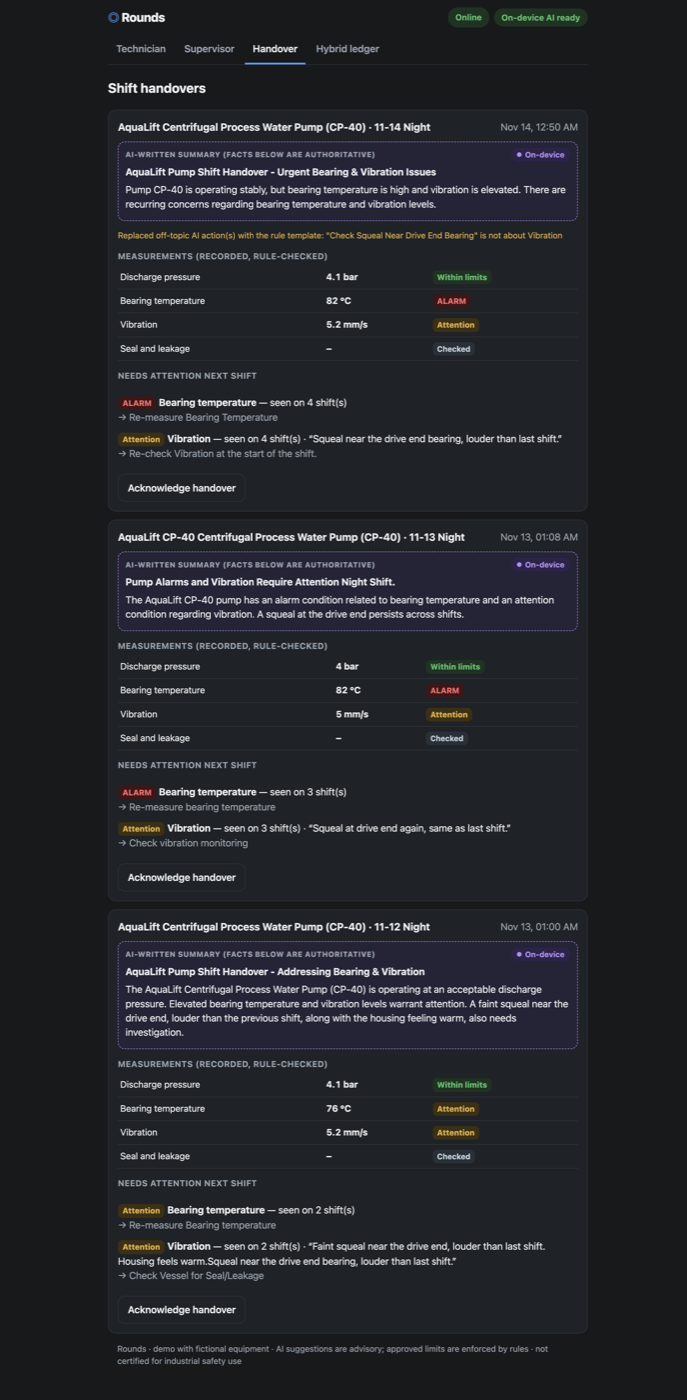 Rounds
Online
On-device AI ready
Technician
Supervisor
Handover
Hybrid ledger
Shift handovers
AquaLift Centrifugal Process Water Pump (CP-40) · 11-14 Night
Nov 14, 12:50 AM
AI-WRITTEN SUMMARY (FACTS BELOW ARE AUTHORITATIVE)
On-device
AquaLift Pump Shift Handover - Urgent Bearing & Vibration Issues
Pump CP-40 is operating stably, but bearing temperature is high and vibration is elevated. There are
recurring concerns regarding bearing temperature and vibration levels.
Replaced off-topic AI action(s) with the rule template: "Check Squeal Near Drive End Bearing" is not about Vibration
MEASUREMENTS (RECORDED, RULE-CHECKED)
Discharge pressure 4.1 bar Within limits
Bearing temperature 82 °C ALARM
Vibration 5.2 mm/s Attention
Seal and leakage – Checked
NEEDS ATTENTION NEXT SHIFT
ALARM Bearing temperature — seen on 4 shift(s)
→ Re-measure Bearing Temperature
Attention Vibration — seen on 4 shift(s) · “Squeal near the drive end bearing, louder than last shift.”
→ Re-check Vibration at the start of the shift.
Acknowledge handover
AquaLift CP-40 Centrifugal Process Water Pump (CP-40) · 11-13 Night
Nov 13, 01:08 AM
AI-WRITTEN SUMMARY (FACTS BELOW ARE AUTHORITATIVE)
On-device
Pump Alarms and Vibration Require Attention Night Shift.
The AquaLift CP-40 pump has an alarm condition related to bearing temperature and an attention
condition regarding vibration. A squeal at the drive end persists across shifts.
MEASUREMENTS (RECORDED, RULE-CHECKED)
Discharge pressure 4 bar Within limits
Bearing temperature 82 °C ALARM
Vibration 5 mm/s Attention
Seal and leakage – Checked
NEEDS ATTENTION NEXT SHIFT
ALARM Bearing temperature — seen on 3 shift(s)
→ Re-measure bearing temperature
Attention Vibration — seen on 3 shift(s) · “Squeal at drive end again, same as last shift.”
→ Check vibration monitoring
Acknowledge handover
AquaLift Centrifugal Process Water Pump (CP-40) · 11-12 Night
Nov 13, 01:00 AM
AI-WRITTEN SUMMARY (FACTS BELOW ARE AUTHORITATIVE)
On-device
AquaLift Pump Shift Handover - Addressing Bearing & Vibration
The AquaLift Centrifugal Process Water Pump (CP-40) is operating at an acceptable discharge
pressure. Elevated bearing temperature and vibration levels warrant attention. A faint squeal near the
drive end, louder than the previous shift, along with the housing feeling warm, also needs
investigation.
MEASUREMENTS (RECORDED, RULE-CHECKED)
Discharge pressure 4.1 bar Within limits
Bearing temperature 76 °C Attention
Vibration 5.2 mm/s Attention
Seal and leakage – Checked
NEEDS ATTENTION NEXT SHIFT
Attention Bearing temperature — seen on 2 shift(s)
→ Re-measure Bearing temperature
Attention Vibration — seen on 2 shift(s) · “Faint squeal near the drive end, louder than last shift.
Housing feels warm.Squeal near the drive end bearing, louder than last shift.”
→ Check Vessel for Seal/Leakage
Acknowledge handover
Rounds · demo with fictional equipment · AI suggestions are advisory; approved limits are enforced by rules · not
certified for industrial safety use